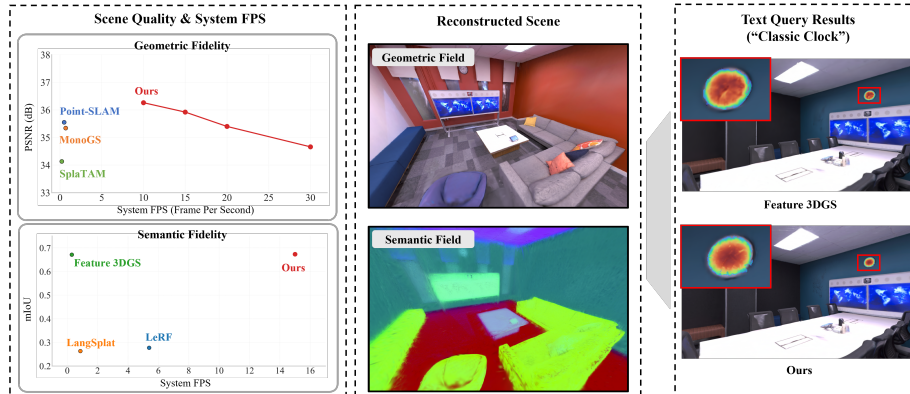 Scene Quality & System FPS
Geometric Fidelity
38
37
36
35
34
33
PSNR (dB)
Ours
Point-SLAM
MonoGS
SplaTAM
0
5
10
15
20
25
30
System FPS (Frame Per Second)
Semantic Fidelity
0.7
0.6
0.5
0.4
0.3
0.2
mIoU
Feature 3DGS
Ours
LangSplat
LeRF
0
2
4
6
8
10
12
14
16
System FPS
Reconstructed Scene
Geometric Field
Semantic Field
Text Query Results
(“Classic Clock”)
Feature 3DGS
Ours